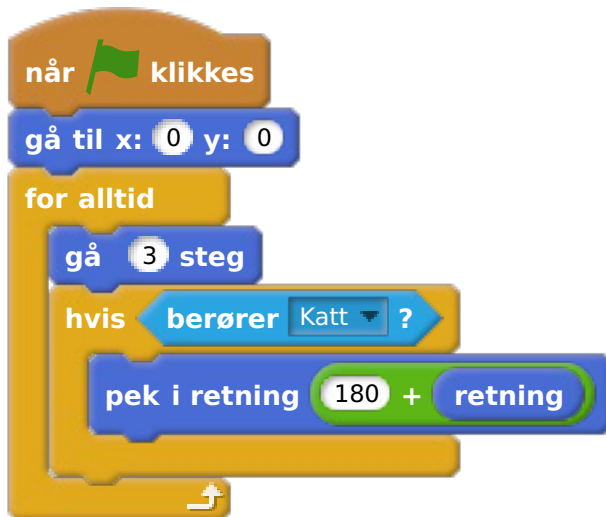 når klikkes
gå til x: 0 y: 0
for alltid
gå 3 steg
hvis berører Katt ?
pek i retning 180 + retning